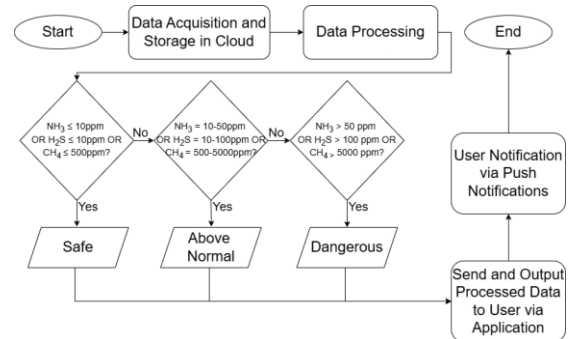 Start
Data Acquisition and
Storage in Cloud
Data Processing
End
NH₃ ≤ 10ppm
OR H₂S ≤ 10ppm OR
CH₄ ≤ 500ppm?
No
NH₃ = 10-50ppm
OR H₂S = 10-100ppm OR
CH₄ = 500-5000ppm?
No
NH₃ > 50 ppm
OR H₂S > 100 ppm OR
CH₄ > 5000 ppm?
User Notification
via Push
Notifications
Yes
Yes
Yes
Safe
Above
Normal
Dangerous
Send and Output
Processed Data
to User via
Application